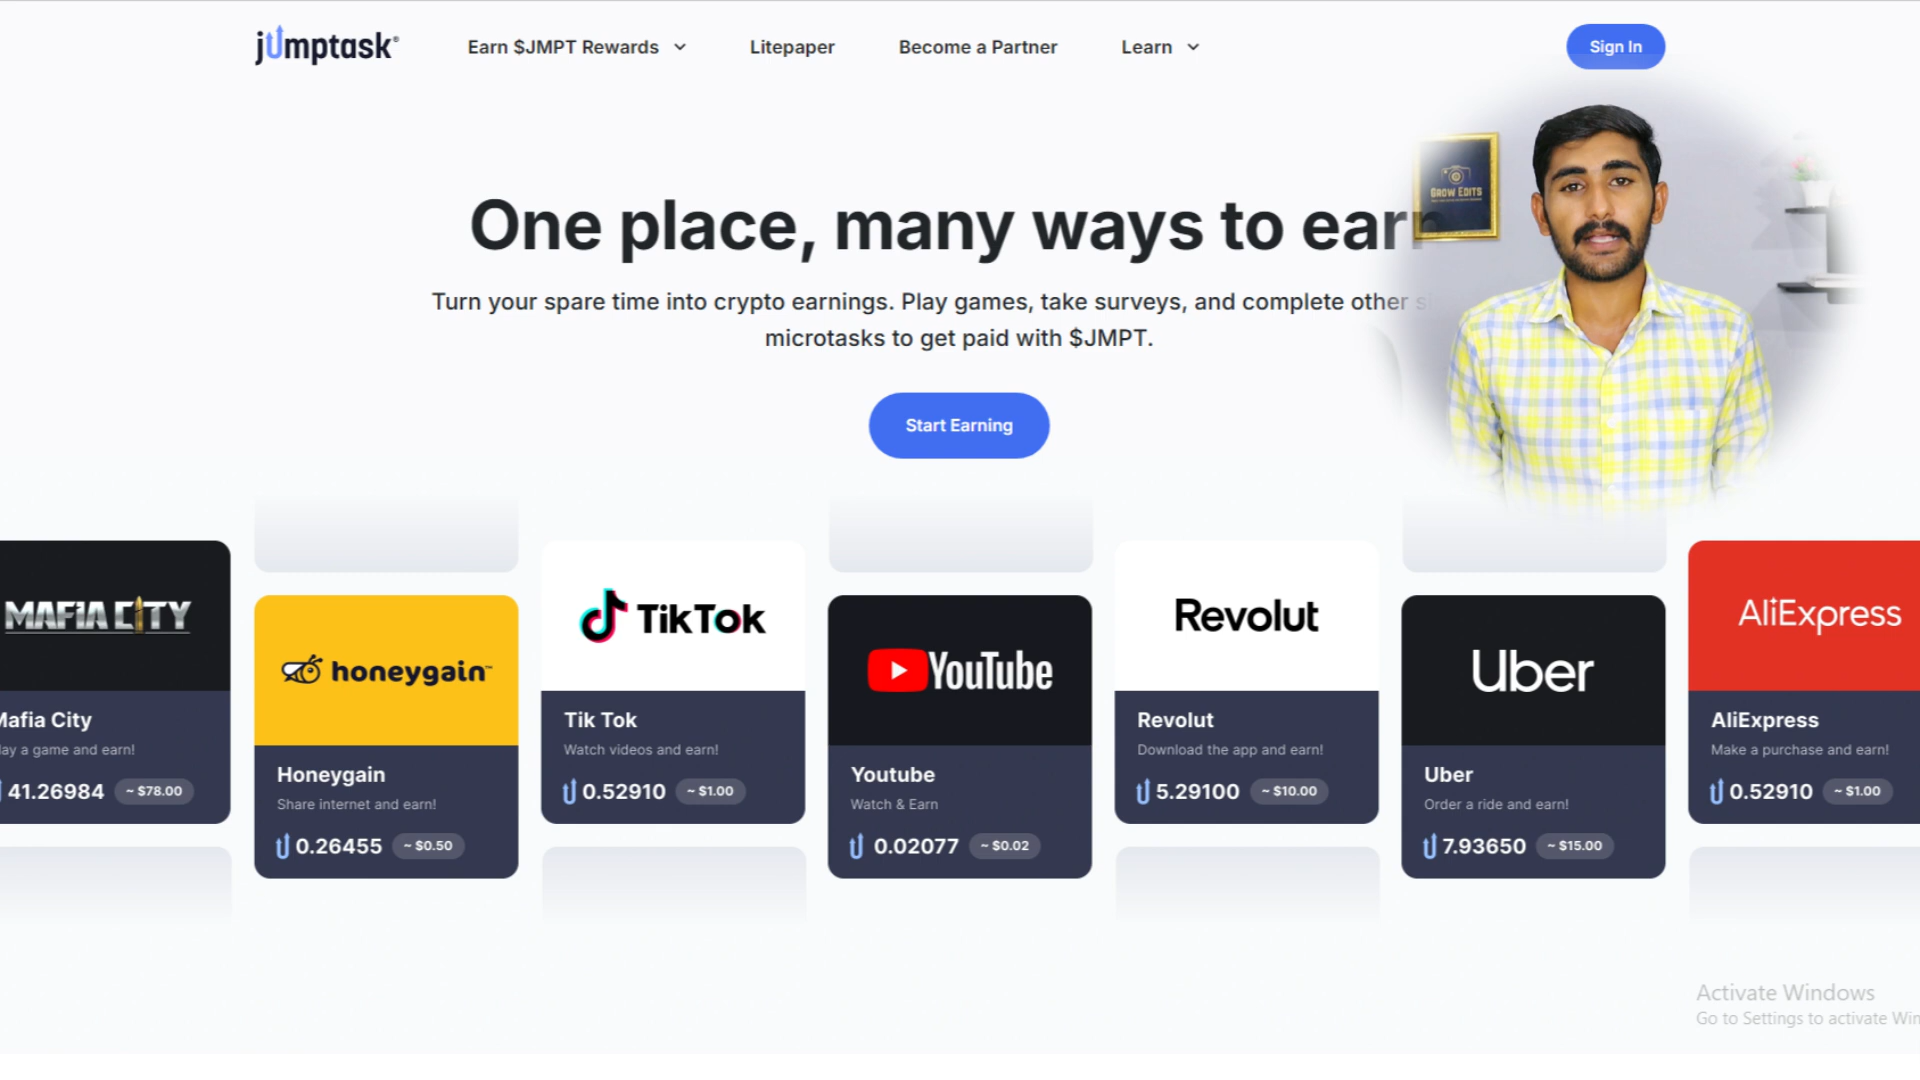 jumptask®
Earn $JMPT Rewards
Litepaper
Become a Partner
Learn
Sign In
GROW EDITS
One place, many ways to earn
Turn your spare time into crypto earnings. Play games, take surveys, and complete other
microtasks to get paid with $JMPT.
Start Earning
MAFIA CITY
Mafia City
lay a game and earn!
41.26984 ~ $78.00
honeygain™
Honeygain
Share internet and earn!
0.26455 ~ $0.50
TikTok
Tik Tok
Watch videos and earn!
0.52910 ~ $1.00
YouTube
Youtube
Watch & Earn
0.02077 ~ $0.02
Revolut
Revolut
Download the app and earn!
5.29100 ~ $10.00
Uber
Uber
Order a ride and earn!
7.93650 ~ $15.00
AliExpress
AliExpress
Make a purchase and earn!
0.52910 ~ $1.00
Activate Windows
Go to Settings to activate Win